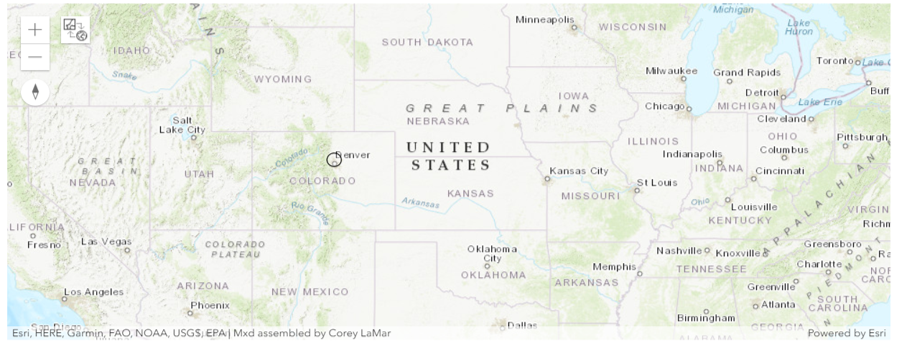 Minneapolis
WISCONSIN
Michigan
Lake
Huron
IDAHO
SOUTH DAKOTA
Toronto
Snake
WYOMING
Milwaukee
Grand Rapids
Detroit
Buff
IOWA
Chicago
MICHIGAN
Lake Erie
GREAT PLAINS
NEBRASKA
Salt
Lake City
Cleveland
UNITED
STATES
ILLINOIS
OHIO
Pittsburgh
Columbus
Indianapolis
INDIANA
Cincinnati
GREAT
BASIN
NEVADA
UTAH
Colorado
Denver
COLORADO
Kansas City
St Louis
KANSAS
MISSOURI
Arkansas
Rio Grande
Ohio
Louisville
KENTUCKY
APPALACHIAN
VIRGIN
Richm
LIFORNIA
Fresno
Las Vegas
COLORADO
PLATEAU
Oklahoma
City
OKLAHOMA
Nashville
Knoxville
TENNESSEE
Memphis
ARKANSAS
Greensboro
Charlotte
PIEDMONT
Ra
NOR
CARO
Greenville
SOUTH
CAROLINA
Los Angeles
ARIZONA
NEW MEXICO
Phoenix
Atlanta
Birmingham
GEORGIA
Dallas
San Diego
Esri, HERE, Garmin, FAO, NOAA, USGS, EPA | Mxd assembled by Corey LaMar
Powered by Esri